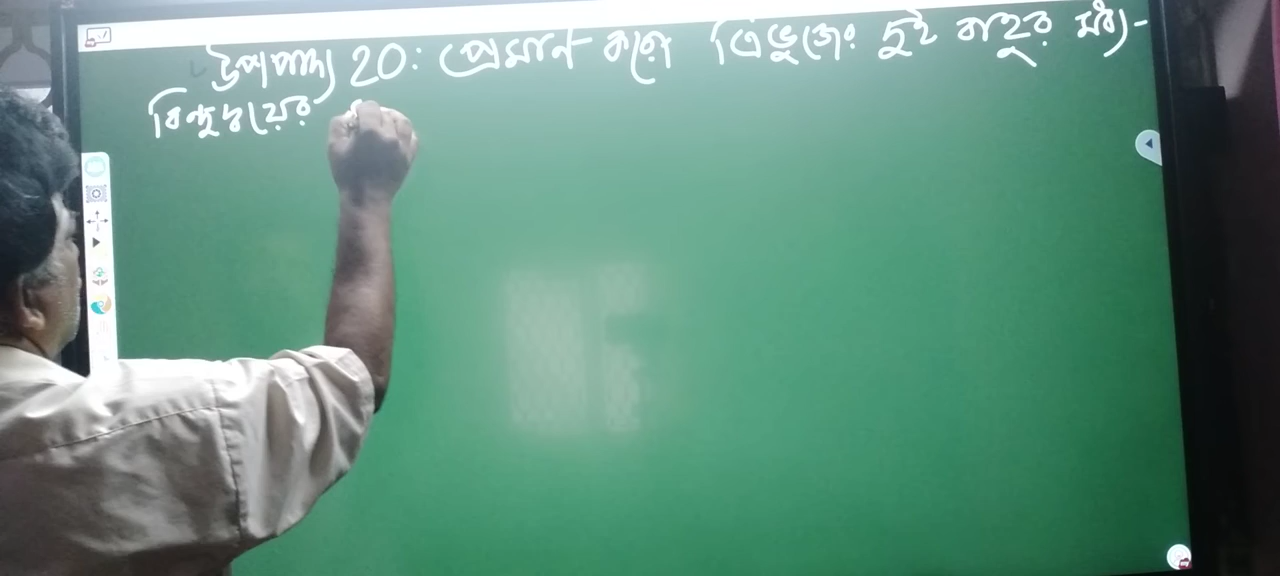 উপপাদ্য 20: প্রমান করো ত্রিভুজের দুই বাহুর মধ্য-
বিন্দুদ্বয়ের